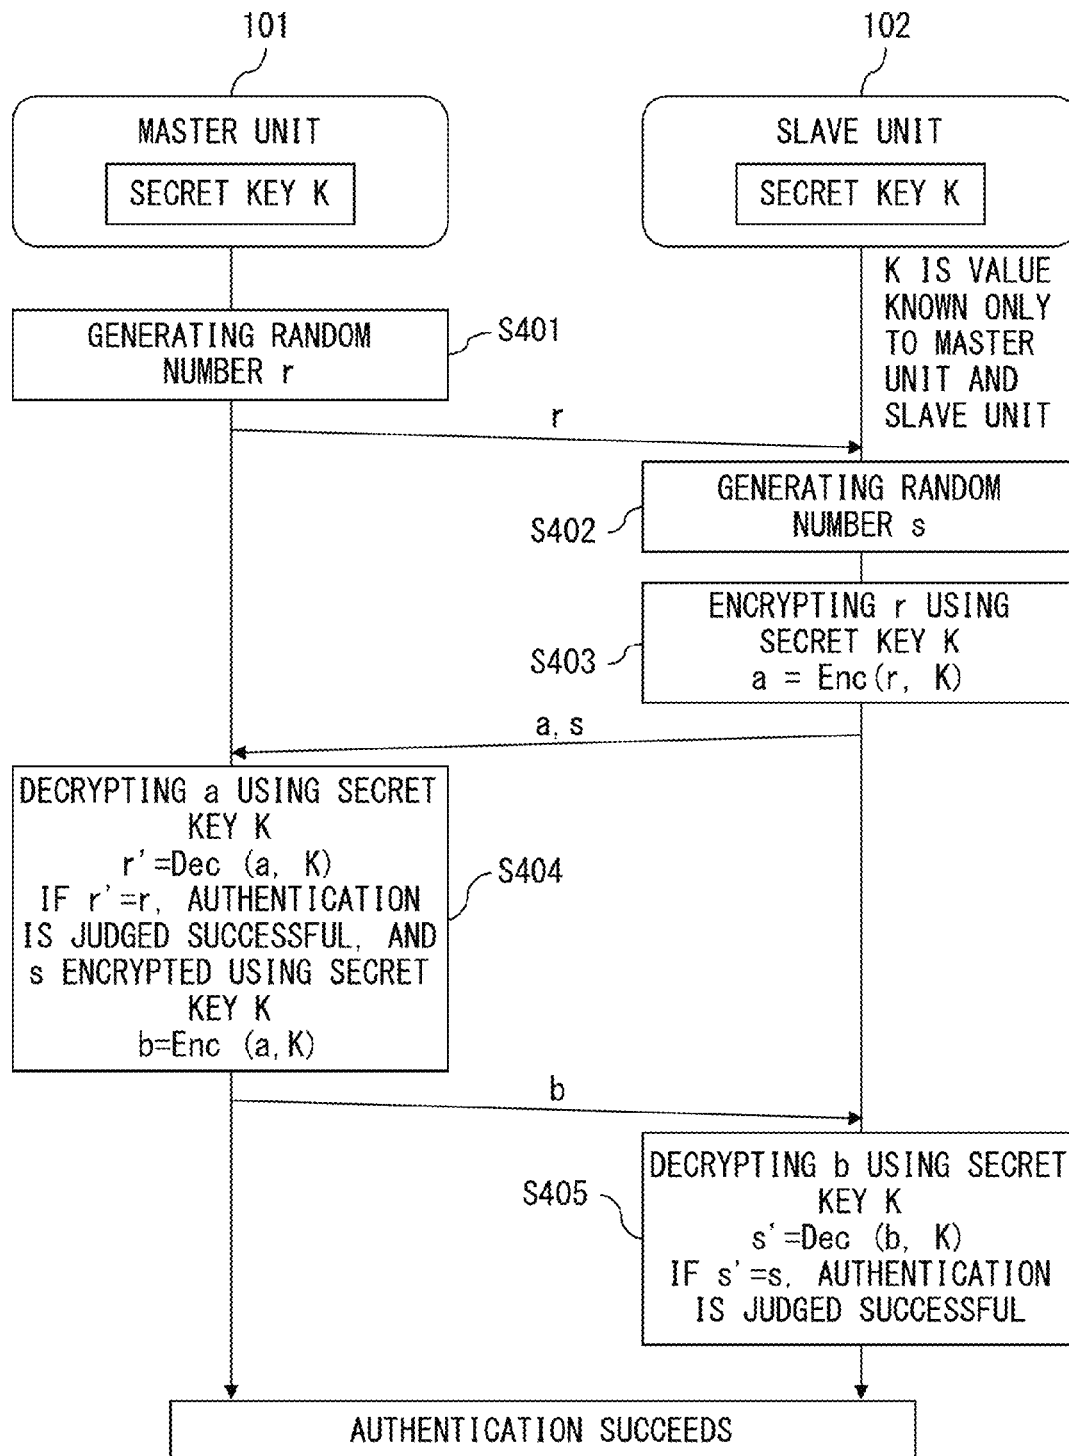 101
102
MASTER UNIT
SECRET KEY K
SLAVE UNIT
SECRET KEY K
K IS VALUE
KNOWN ONLY
TO MASTER
UNIT AND
SLAVE UNIT
GENERATING RANDOM
NUMBER r
S401
r
GENERATING RANDOM
NUMBER s
S402
ENCRYPTING r USING
SECRET KEY K
a = Enc(r, K)
S403
a, s
DECRYPTING a USING SECRET
KEY K
r'=Dec (a, K)
IF r'=r, AUTHENTICATION
IS JUDGED SUCCESSFUL, AND
s ENCRYPTED USING SECRET
KEY K
b=Enc (a, K)
S404
b
DECRYPTING b USING SECRET
KEY K
s'=Dec (b, K)
IF s'=s, AUTHENTICATION
IS JUDGED SUCCESSFUL
S405
AUTHENTICATION SUCCEEDS